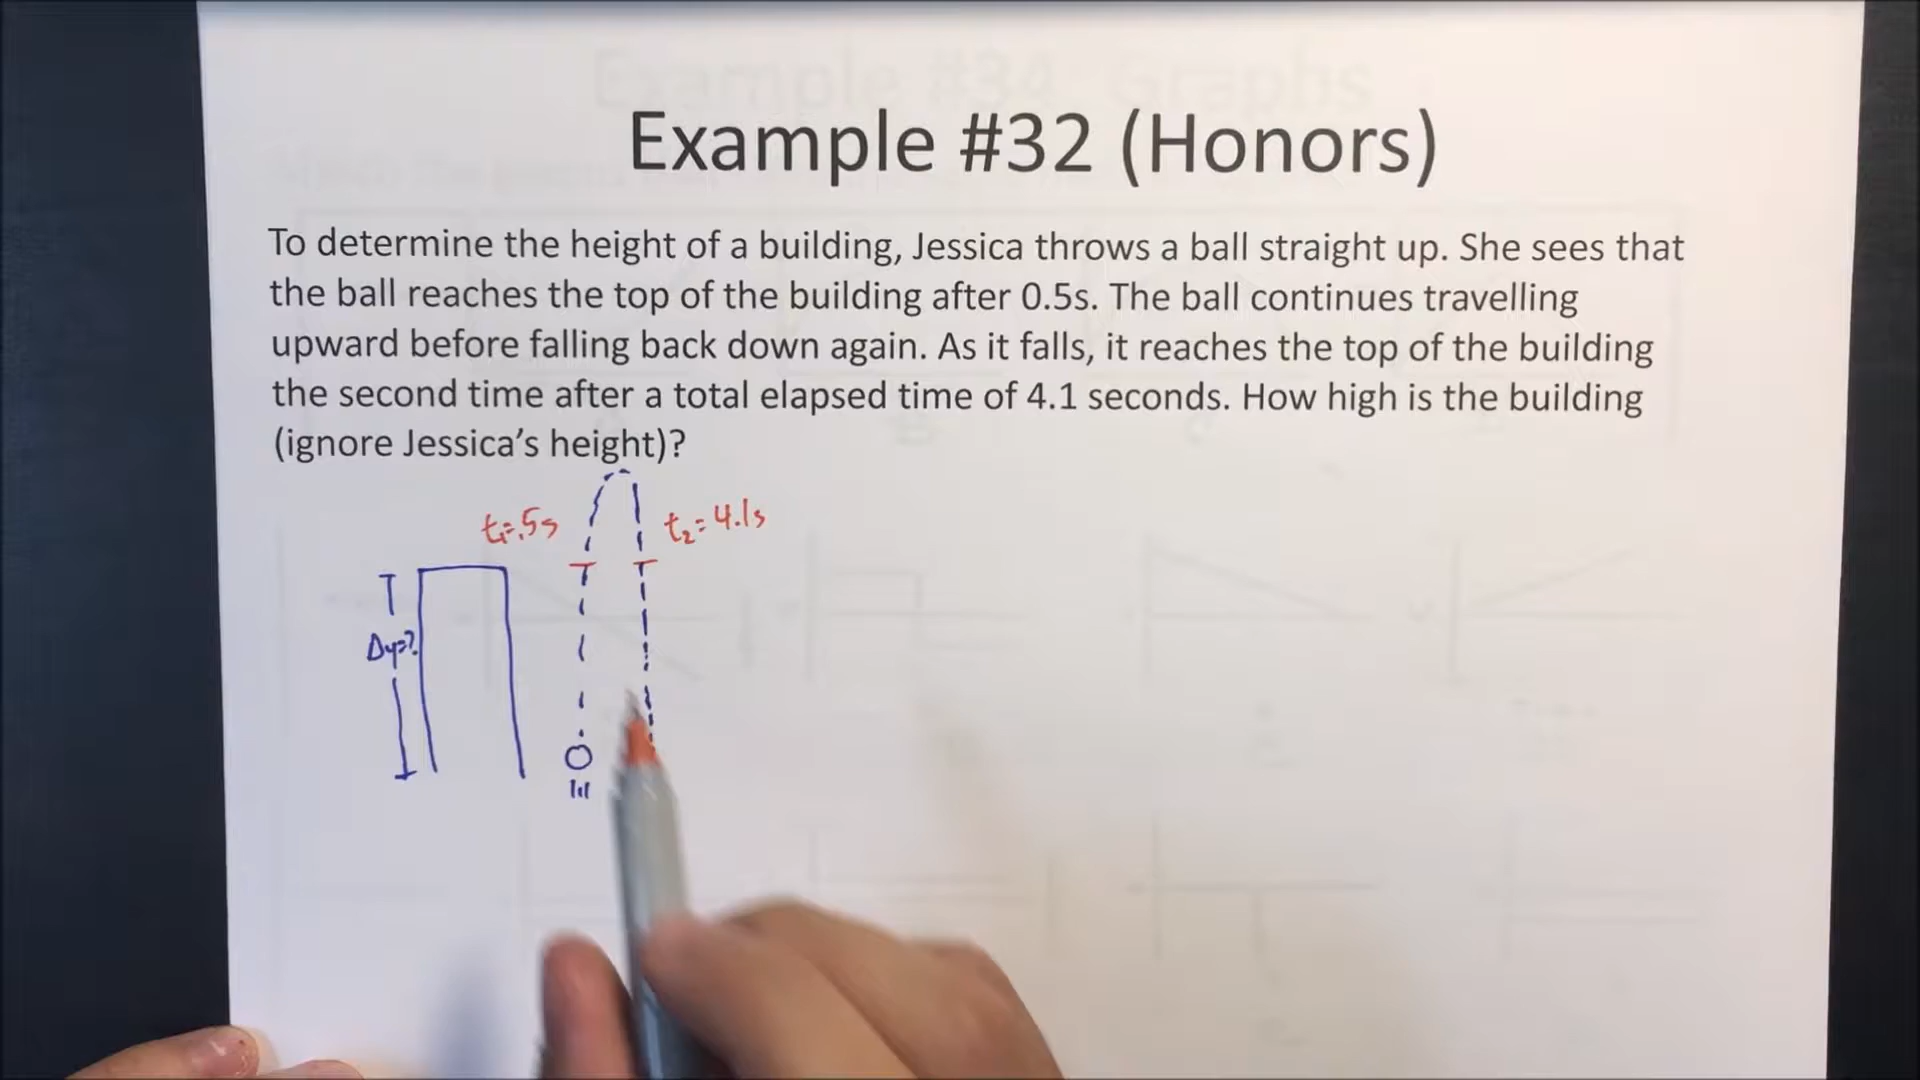 Example #32 (Honors)
To determine the height of a building, Jessica throws a ball straight up. She sees that
the ball reaches the top of the building after 0.5s. The ball continues travelling
upward before falling back down again. As it falls, it reaches the top of the building
the second time after a total elapsed time of 4.1 seconds. How high is the building
(ignore Jessica's height)?
t₁=.5s t₂=4.1s
Δy=?